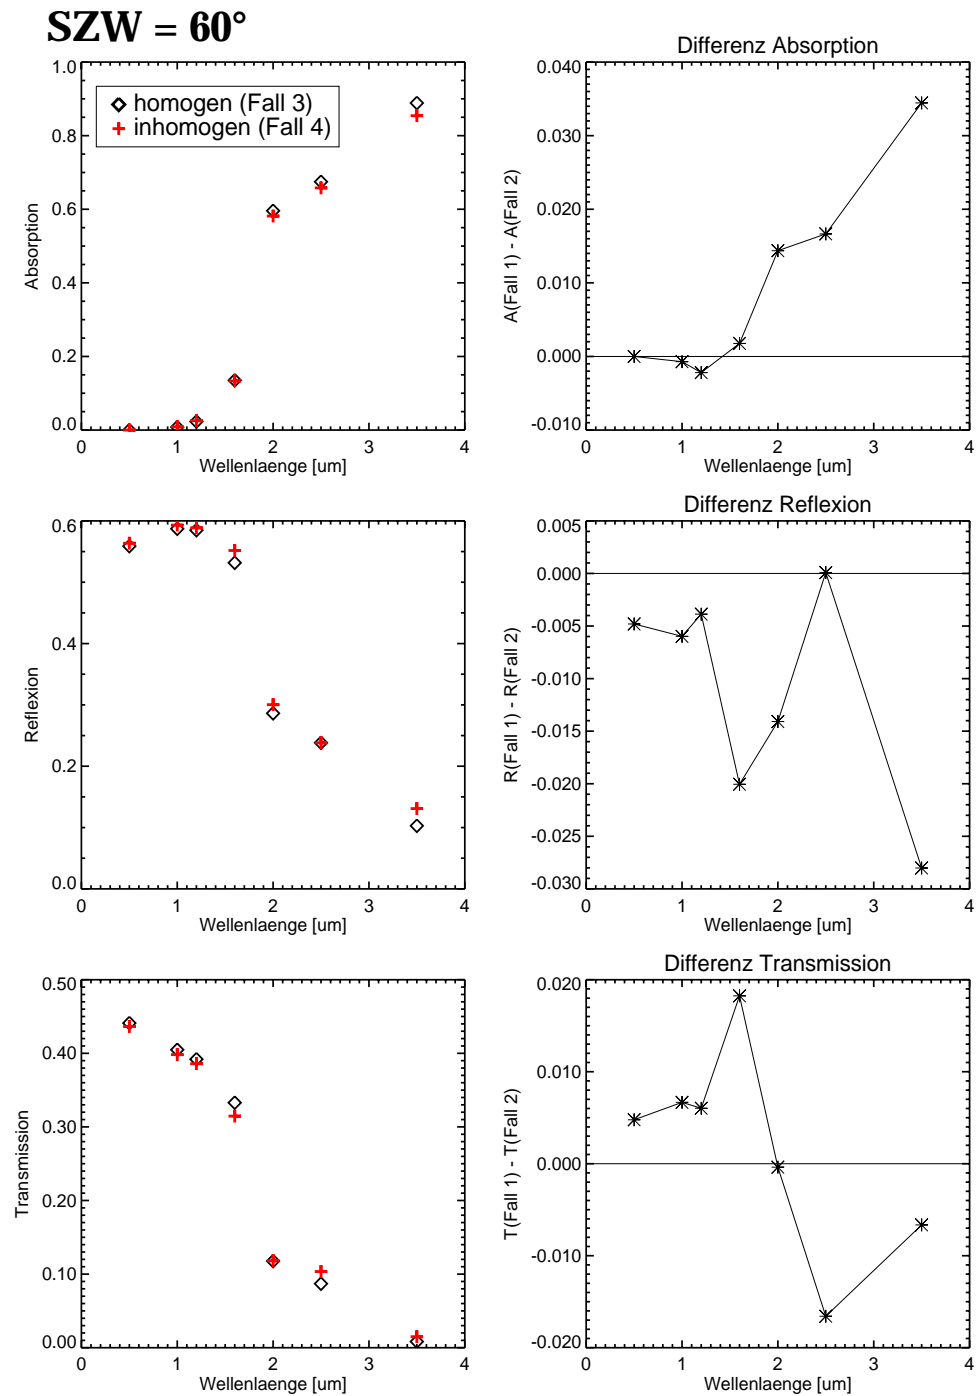 SZW = 60°
1.0
0.8
0.6
0.4
0.2
0.0
Absorption
homogen (Fall 3)
inhomogen (Fall 4)
0 1 2 3 4
Wellenlaenge [um]
Differenz Absorption
0.040
0.030
0.020
0.010
0.000
-0.010
A(Fall 1) - A(Fall 2)
0 1 2 3 4
Wellenlaenge [um]
0.6
0.4
0.2
0.0
Reflexion
0 1 2 3 4
Wellenlaenge [um]
Differenz Reflexion
0.005
0.000
-0.005
-0.010
-0.015
-0.020
-0.025
-0.030
R(Fall 1) - R(Fall 2)
0 1 2 3 4
Wellenlaenge [um]
0.50
0.40
0.30
0.20
0.10
0.00
Transmission
0 1 2 3 4
Wellenlaenge [um]
Differenz Transmission
0.020
0.010
0.000
-0.010
-0.020
T(Fall 1) - T(Fall 2)
0 1 2 3 4
Wellenlaenge [um]